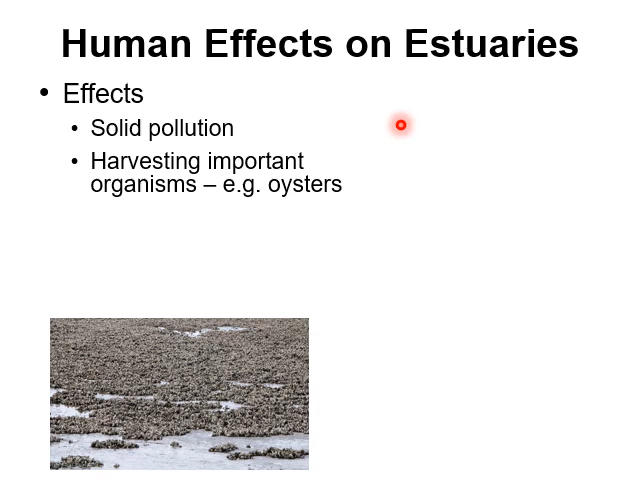 Human Effects on Estuaries
• Effects
• Solid pollution
• Harvesting important
organisms – e.g. oysters